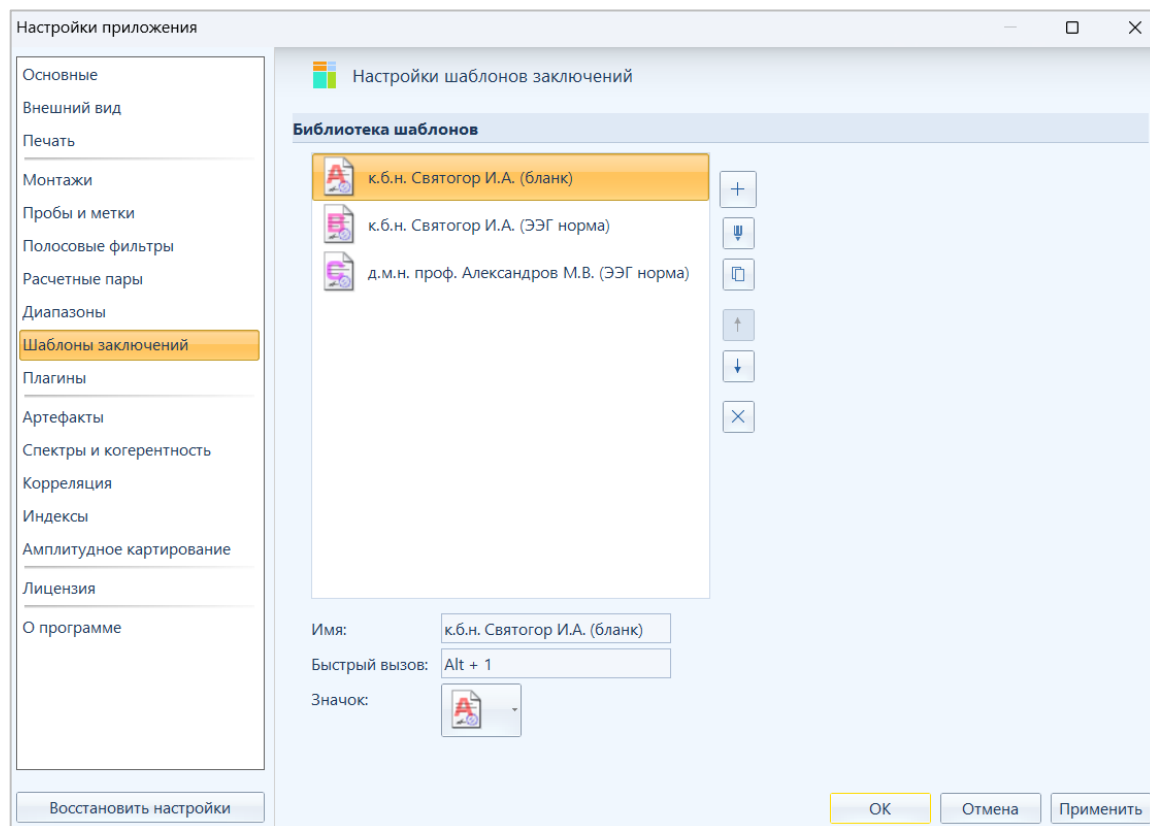 Настройки приложения
Основные
Внешний вид
Печать
Монтажи
Пробы и метки
Полосовые фильтры
Расчетные пары
Диапазоны
Шаблоны заключений
Плагины
Артефакты
Спектры и когерентность
Корреляция
Индексы
Амплитудное картирование
Лицензия
О программе
Восстановить настройки
Настройки шаблонов заключений
Библиотека шаблонов
к.б.н. Святогор И.А. (бланк)
к.б.н. Святогор И.А. (ЭЭГ норма)
д.м.н. проф. Александров М.В. (ЭЭГ норма)
Имя: к.б.н. Святогор И.А. (бланк)
Быстрый вызов: Alt + 1
Значок:
ОК Отмена Применить